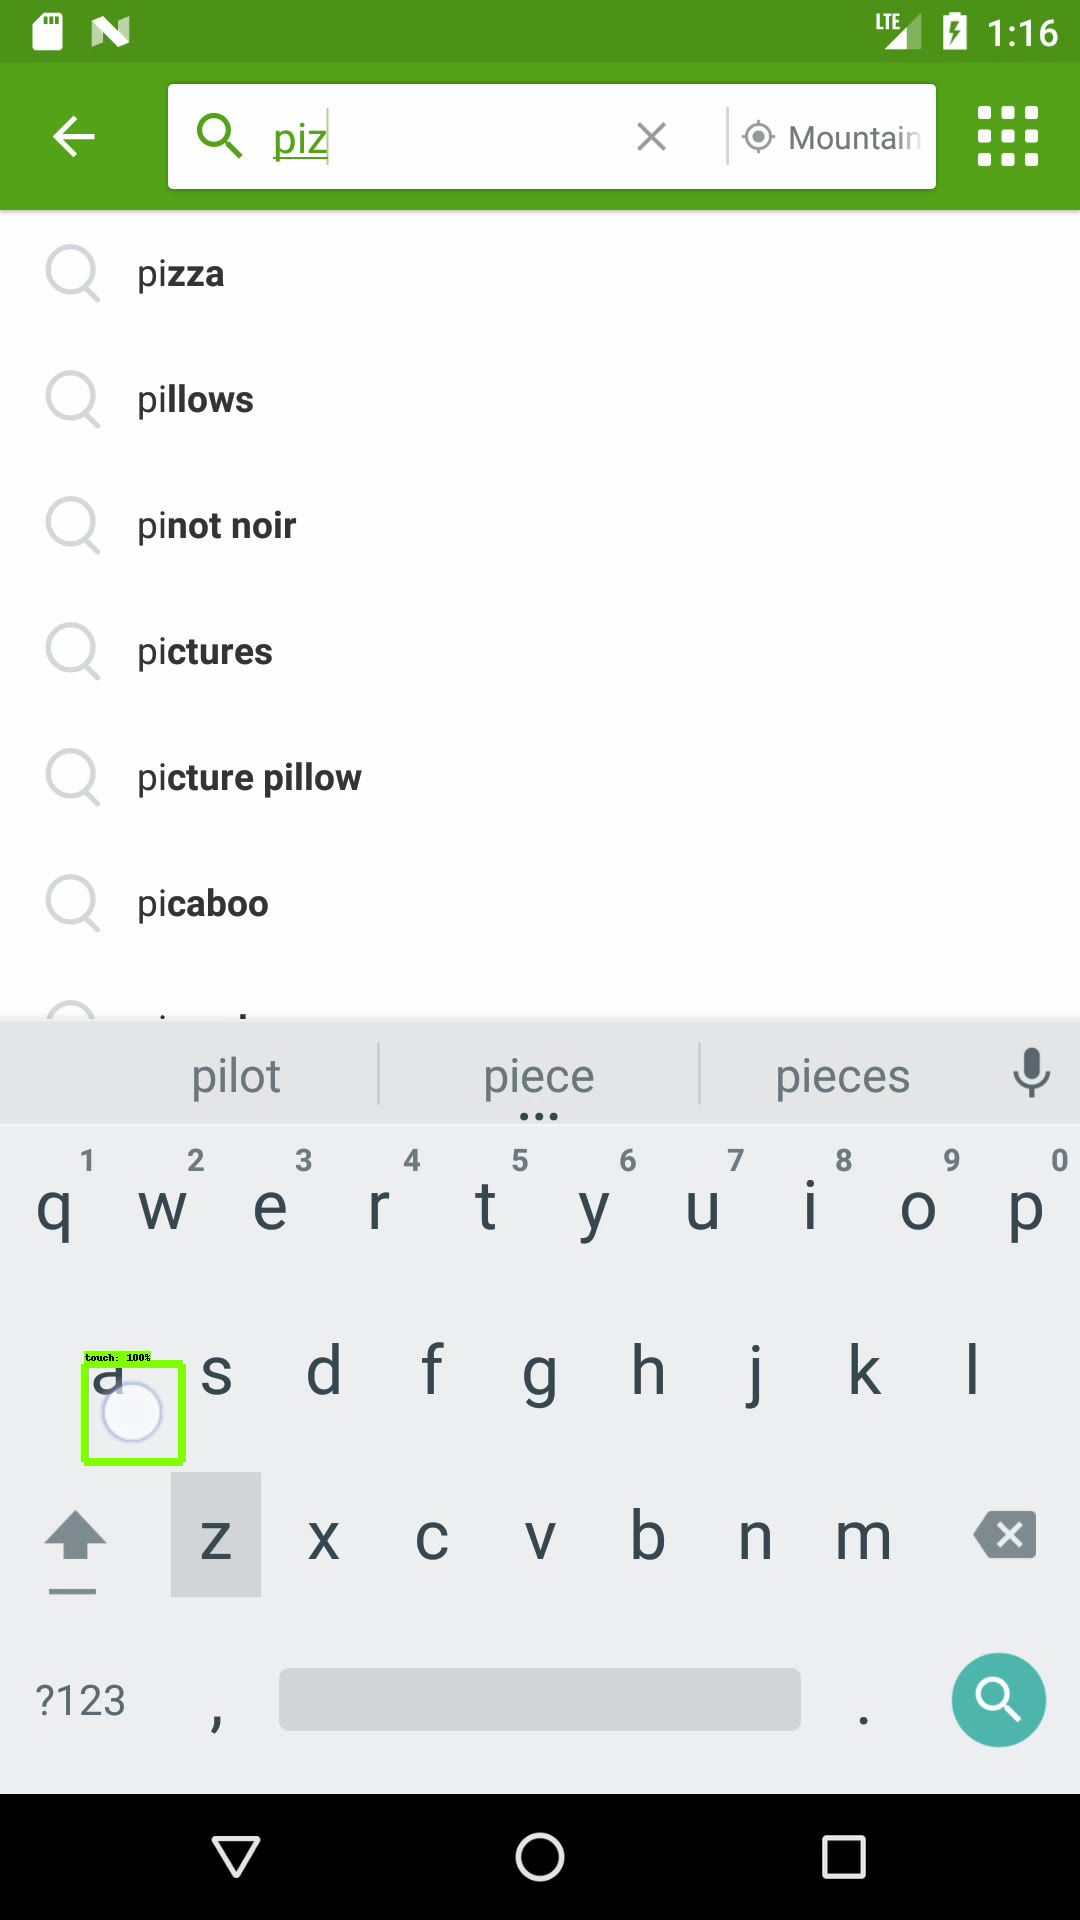 LTE 1:16
piz Mountain
pizza
pillows
pinot noir
pictures
picture pillow
picaboo
pilot piece pieces
1 2 3 4 5 6 7 8 9 0
q w e r t y u i o p
touch: 100%
a s d f g h j k l
z x c v b n m
?123 , .